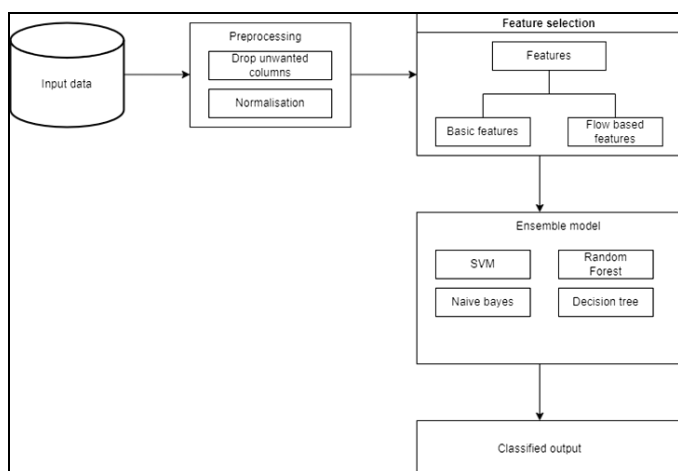 Input data
Preprocessing
Drop unwanted
columns
Normalisation
Feature selection
Features
Basic features
Flow based
features
Ensemble model
SVM
Random
Forest
Naive bayes
Decision tree
Classified output